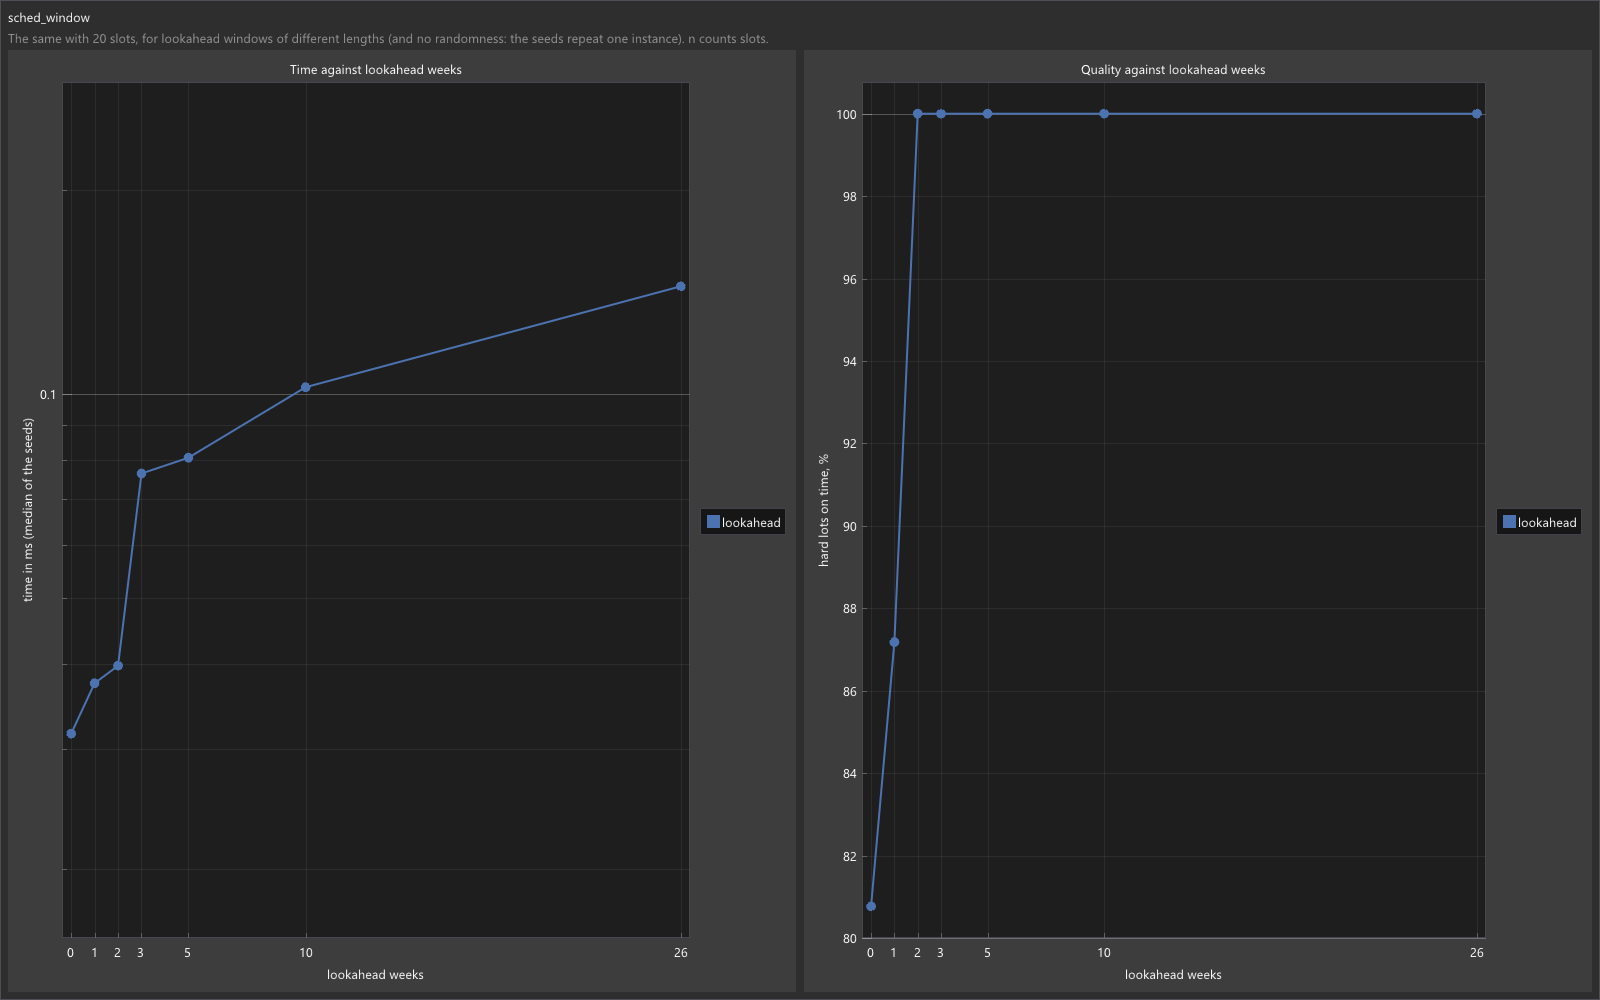 sched_window
The same with 20 slots, for lookahead windows of different lengths (and no randomness: the seeds repeat one instance). n counts slots.
Time against lookahead weeks
0.1
time in ms (median of the seeds)
0 1 2 3 5 10 26
lookahead weeks
lookahead
Quality against lookahead weeks
100
98
96
94
92
90
88
86
84
82
80
hard lots on time, %
0 1 2 3 5 10 26
lookahead weeks
lookahead